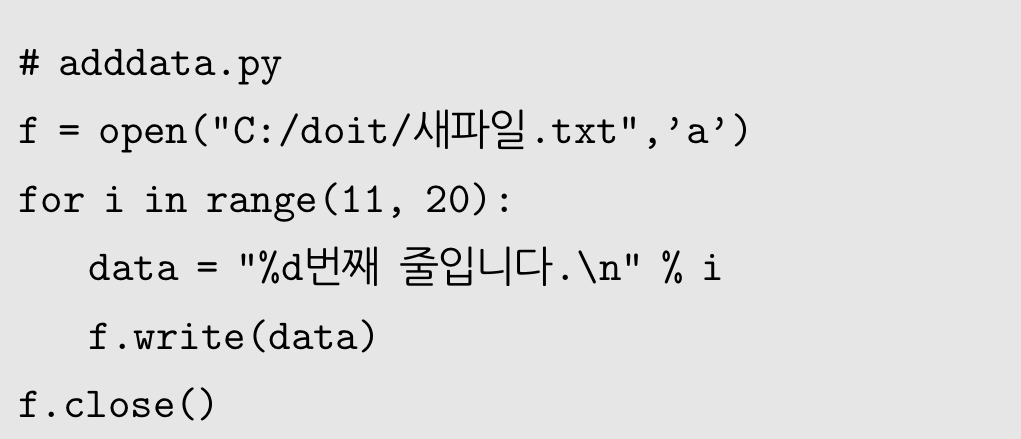 # adddata.py
f = open("C:/doit/새파일.txt",’a’)
for i in range(11, 20):
    data = "%d번째 줄입니다.\n" % i
    f.write(data)
f.close()